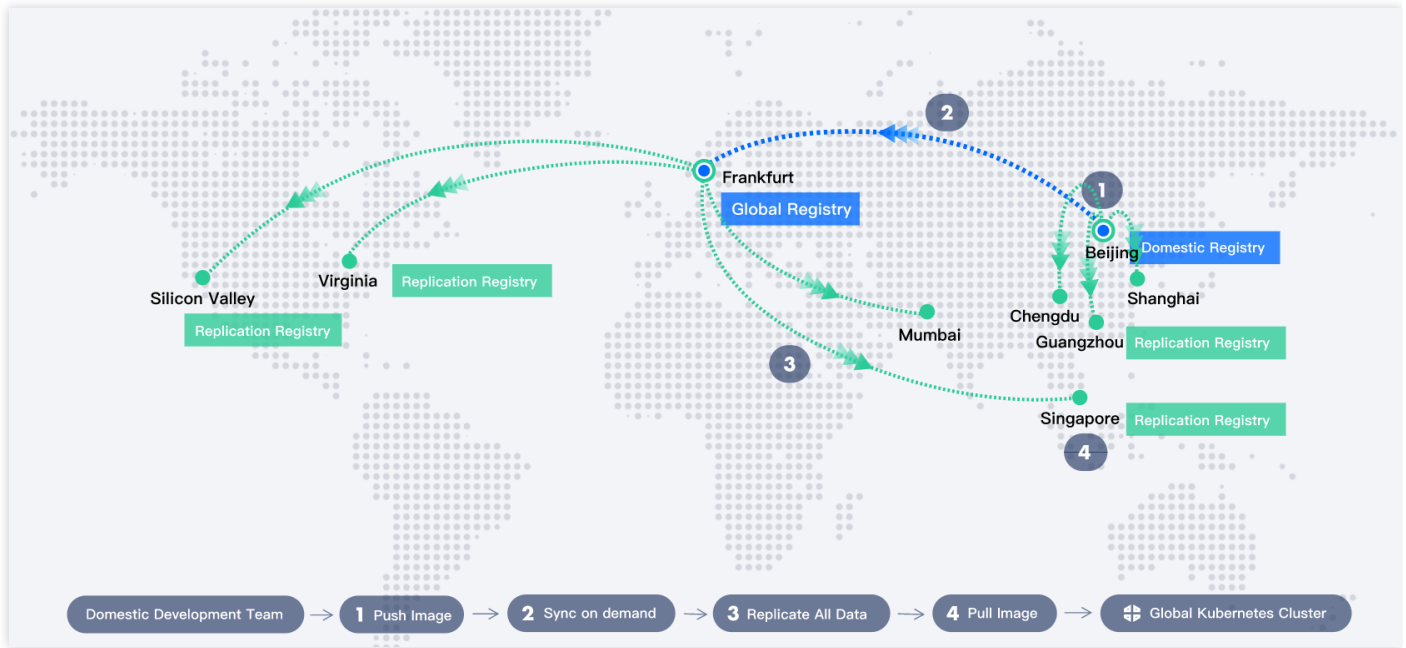 2
1
Frankfurt
Global Registry
Beijing
Domestic Registry
Virginia
Replication Registry
Silicon Valley
Replication Registry
Shanghai
Chengdu
Mumbai
Guangzhou
Replication Registry
3
Singapore
Replication Registry
4
Domestic Development Team
1 Push Image
2 Sync on demand
3 Replicate All Data
4 Pull Image
Global Kubernetes Cluster